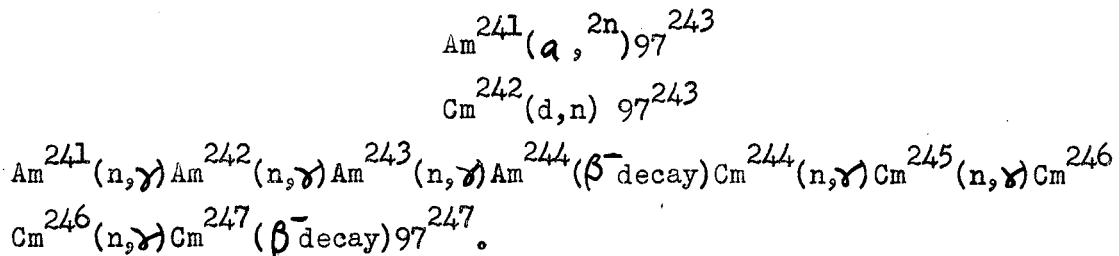 Am²⁴¹(α,²ⁿ)97²⁴³
Cm²⁴²(d,n) 97²⁴³
Am²⁴¹(n,γ)Am²⁴²(n,γ)Am²⁴³(n,γ)Am²⁴⁴(β⁻decay)Cm²⁴⁴(n,γ)Cm²⁴⁵(n,γ)Cm²⁴⁶
Cm²⁴⁶(n,γ)Cm²⁴⁷(β⁻decay)97²⁴⁷.